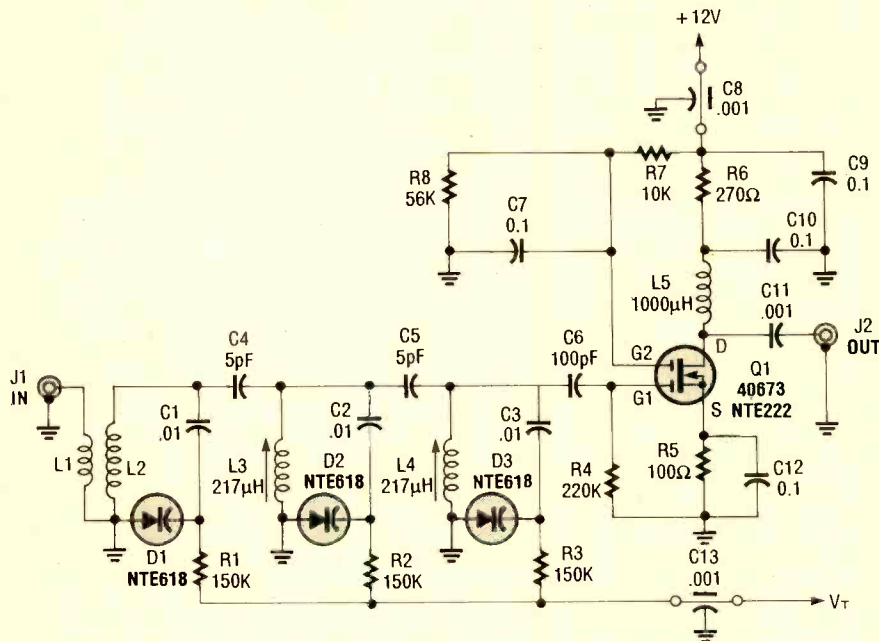 +12V
C8
.001
R8
56K
R7
10K
R6
270Ω
C9
0.1
C7
0.1
C10
0.1
L5
1000μH
C11
.001
J2
OUT
D
G2
G1
S
Q1
40673
NTE222
J1
IN
C4
5pF
C5
5pF
C6
100pF
C1
.01
C2
.01
C3
.01
L1
L2
L3
217μH
D2
NTE618
L4
217μH
D3
NTE618
R4
220K
R5
100Ω
C12
0.1
D1
NTE618
R1
150K
R2
150K
R3
150K
C13
.001
VT